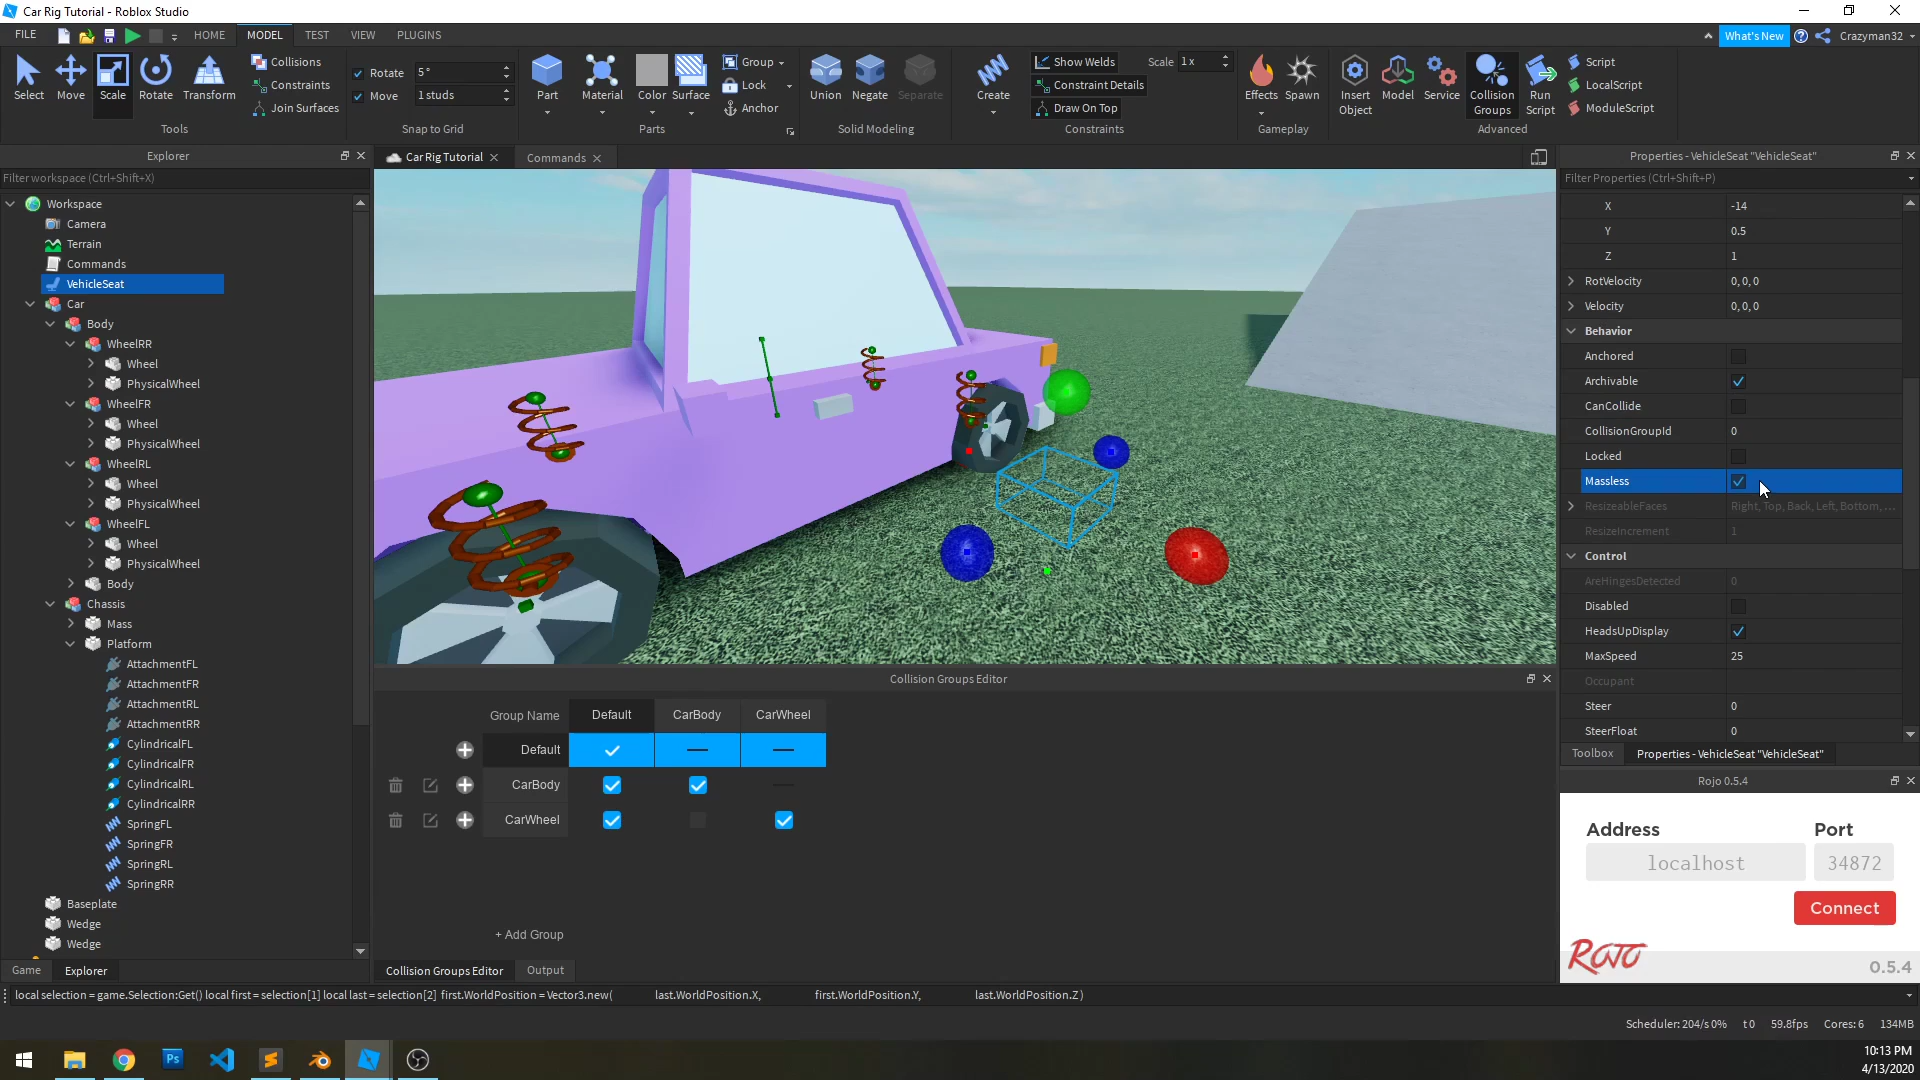 Car Rig Tutorial - Roblox Studio
FILE
HOME
MODEL
TEST
VIEW
PLUGINS
What's New
Crazyman32
Select
Move
Scale
Rotate
Transform
Collisions
Constraints
Join Surfaces
Tools
Rotate 5°
Move 1 studs
Snap to Grid
Part
Material
Color
Surface
Group
Lock
Anchor
Parts
Union
Negate
Separate
Solid Modeling
Create
Show Welds
Constraint Details
Draw On Top
Scale 1x
Constraints
Effects
Spawn
Gameplay
Insert Object
Model
Service
Collision Groups
Run Script
Script
LocalScript
ModuleScript
Advanced
Explorer
Filter workspace (Ctrl+Shift+X)
Workspace
Camera
Terrain
Commands
VehicleSeat
Car
Body
WheelRR
Wheel
PhysicalWheel
WheelFR
Wheel
PhysicalWheel
WheelRL
Wheel
PhysicalWheel
WheelFL
Wheel
PhysicalWheel
Body
Chassis
Mass
Platform
AttachmentFL
AttachmentFR
AttachmentRL
AttachmentRR
CylindricalFL
CylindricalFR
CylindricalRL
CylindricalRR
SpringFL
SpringFR
SpringRL
SpringRR
Baseplate
Wedge
Wedge
Game
Explorer
Car Rig Tutorial
Commands
Collision Groups Editor
Group Name Default CarBody CarWheel
Default
CarBody
CarWheel
+ Add Group
Collision Groups Editor
Output
Properties - VehicleSeat "VehicleSeat"
Filter Properties (Ctrl+Shift+P)
X -14
Y 0.5
Z 1
RotVelocity 0, 0, 0
Velocity 0, 0, 0
Behavior
Anchored
Archivable
CanCollide
CollisionGroupId 0
Locked
Massless
ResizeableFaces Right, Top, Back, Left, Bottom, ...
ResizeIncrement 1
Control
AreHingesDetected 0
Disabled
HeadsUpDisplay
MaxSpeed 25
Occupant
Steer 0
SteerFloat 0
Toolbox
Properties - VehicleSeat "VehicleSeat"
Rojo 0.5.4
Address
Port
localhost
34872
Connect
ROJO
0.5.4
local selection = game.Selection:Get() local first = selection[1] local last = selection[2] first.WorldPosition = Vector3.new( last.WorldPosition.X, first.WorldPosition.Y, last.WorldPosition.Z )
Scheduler: 204/s 0% t 0 59.8fps Cores: 6 134MB
Ps
10:13 PM
4/13/2020